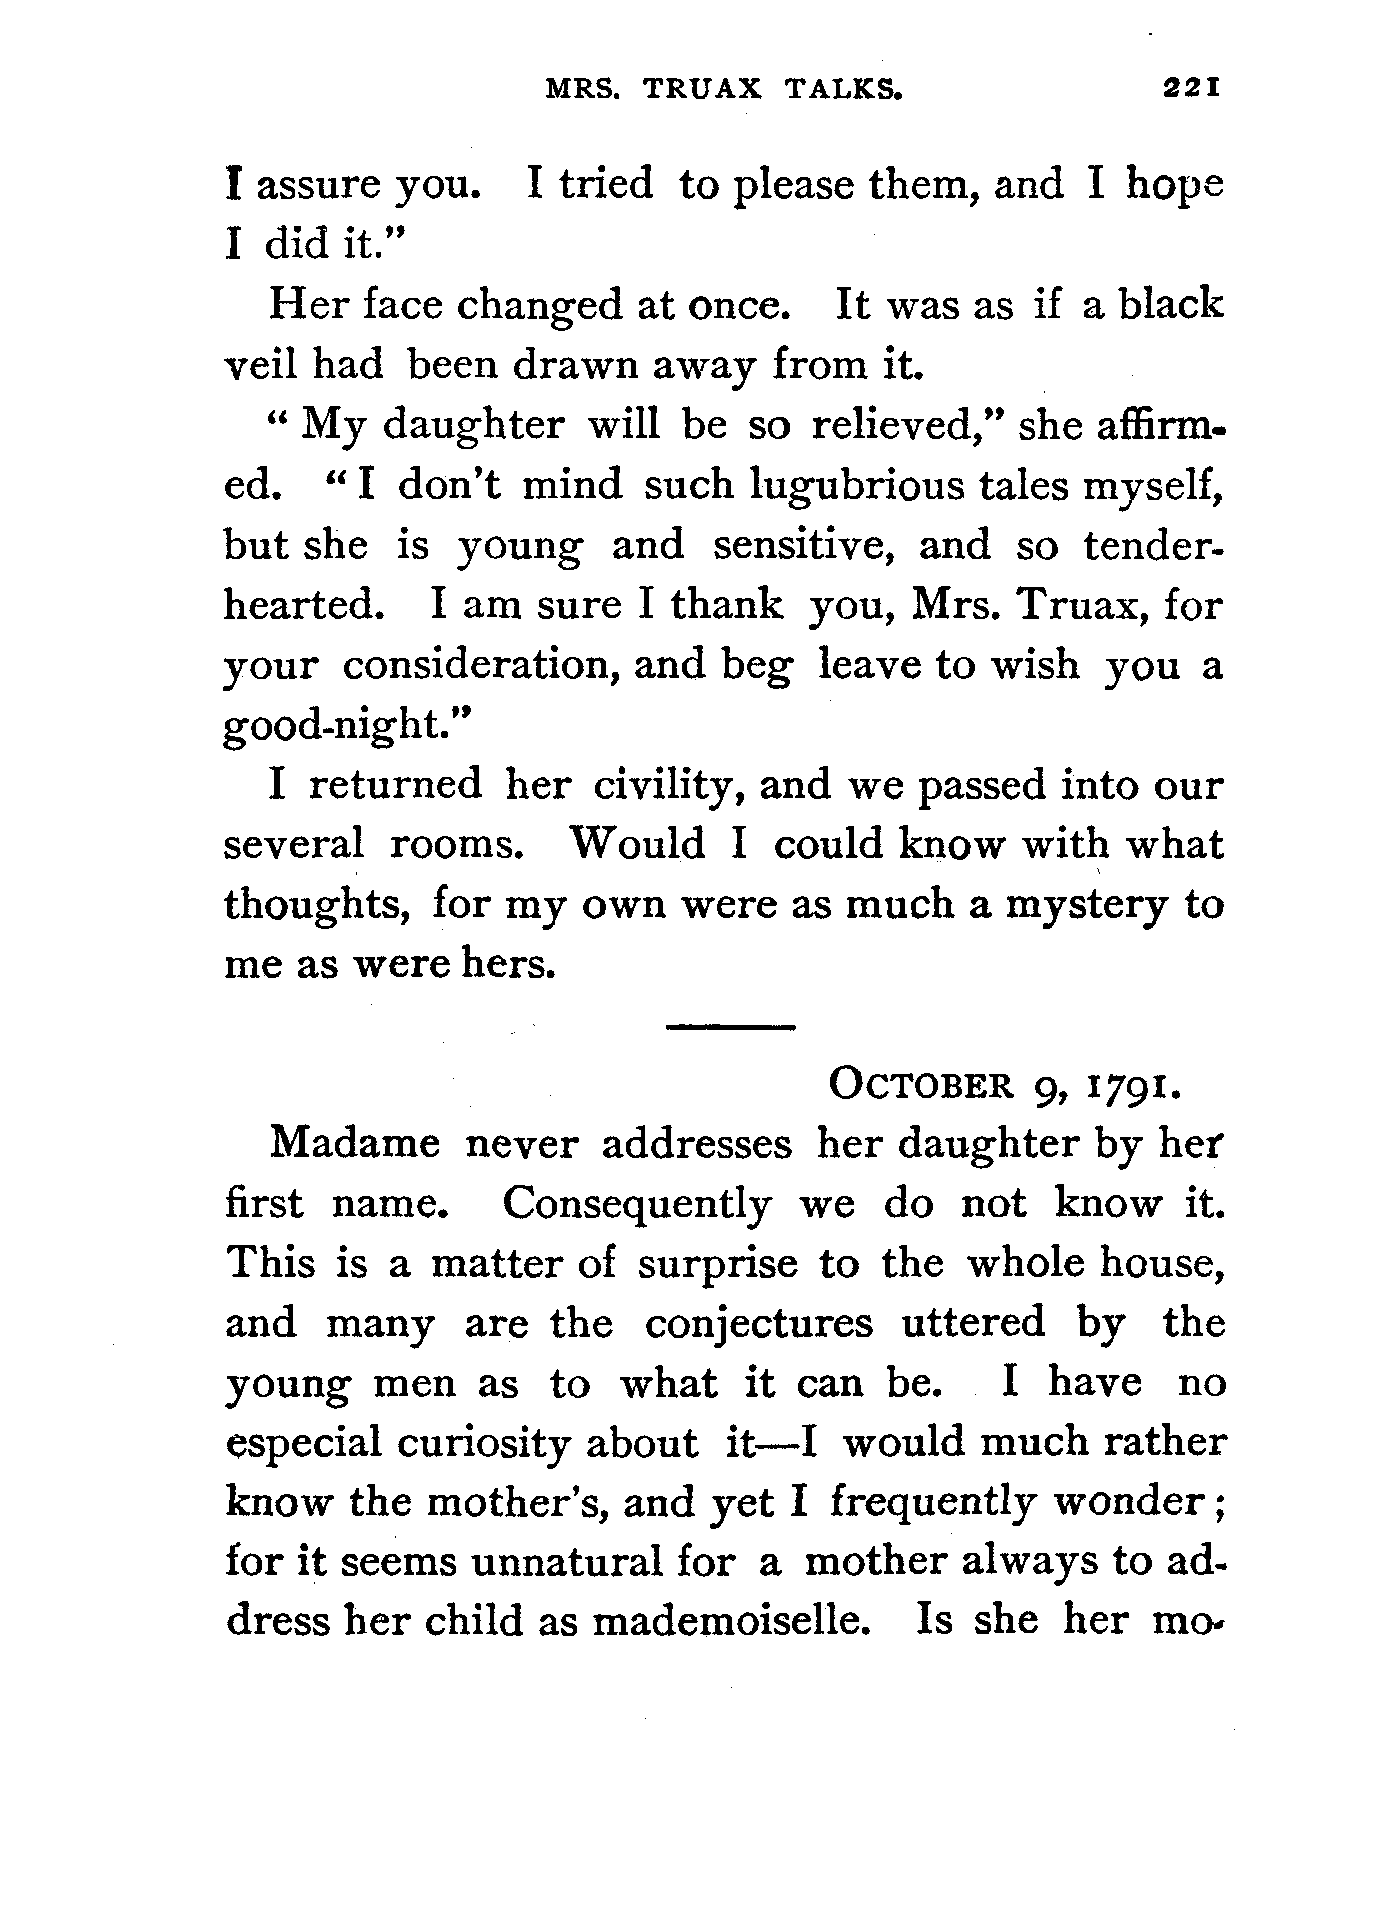 MRS. TRUAX TALKS. 221
I assure you. I tried to please them, and I hope
I did it.”
Her face changed at once. It was as if a black
veil had been drawn away from it.
“ My daughter will be so relieved,” she affirm-
ed. “ I don't mind such lugubrious tales myself,
but she is young and sensitive, and so tender-
hearted. I am sure I thank you, Mrs. Truax, for
your consideration, and beg leave to wish you a
good-night.”
I returned her civility, and we passed into our
several rooms. Would I could know with what
thoughts, for my own were as much a mystery to
me as were hers.
OCTOBER 9, 1791.
Madame never addresses her daughter by her
first name. Consequently we do not know it.
This is a matter of surprise to the whole house,
and many are the conjectures uttered by the
young men as to what it can be. I have no
especial curiosity about it—I would much rather
know the mother's, and yet I frequently wonder ;
for it seems unnatural for a mother always to ad-
dress her child as mademoiselle. Is she her mo-